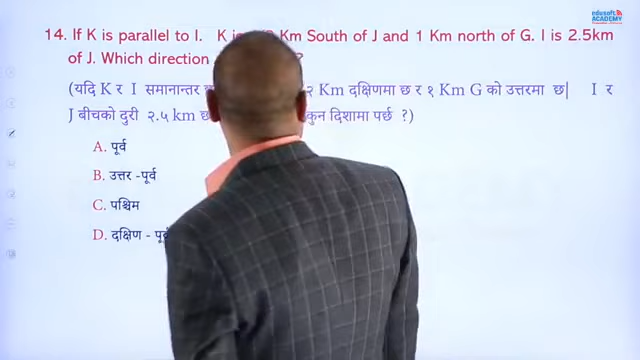 edusoft
ACADEMY
14. If K is parallel to I. K is Km South of J and 1 Km north of G. I is 2.5km
of J. Which direction ?
(यदि K र I समानान्तर २ Km दक्षिणमा छ र १ Km G को उत्तरमा छ| I र
J बीचको दुरी २.५ km छ कुन दिशामा पर्छ ?)
A. पूर्व
B. उत्तर -पूर्व
C. पश्चिम
D. दक्षिण -